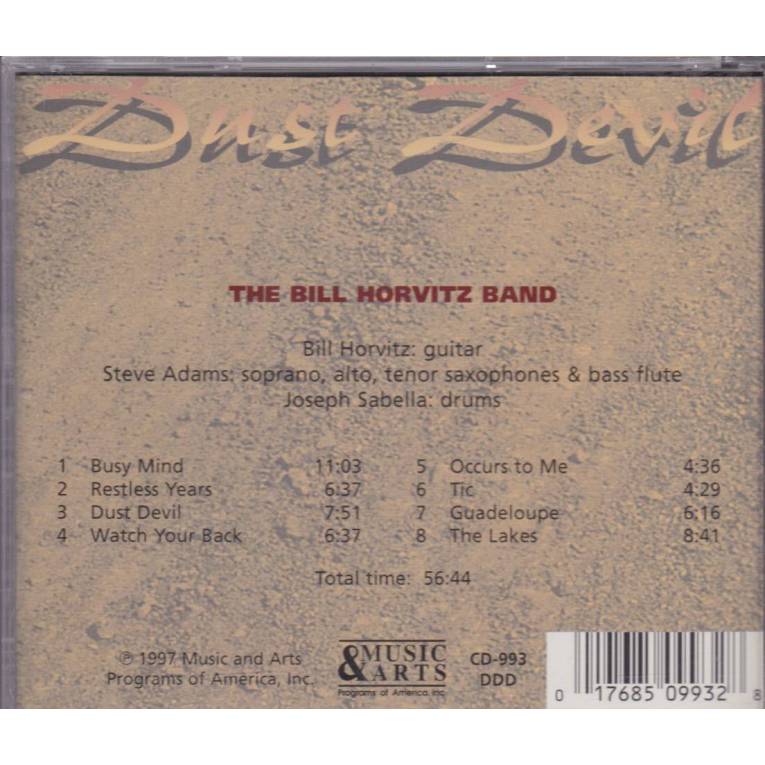 Dust Devil
THE BILL HORVITZ BAND
Bill Horvitz: guitar
Steve Adams: soprano, alto, tenor saxophones & bass flute
Joseph Sabella: drums
1 Busy Mind 11:03
2 Restless Years 6:37
3 Dust Devil 7:51
4 Watch Your Back 6:37
5 Occurs to Me 4:36
6 Tic 4:29
7 Guadeloupe 6:16
8 The Lakes 8:41
Total time: 56:44
℗ 1997 Music and Arts
Programs of America, Inc.
MUSIC
& ARTS
Programs of America, Inc.
CD-993
DDD
0 17685 09932 8